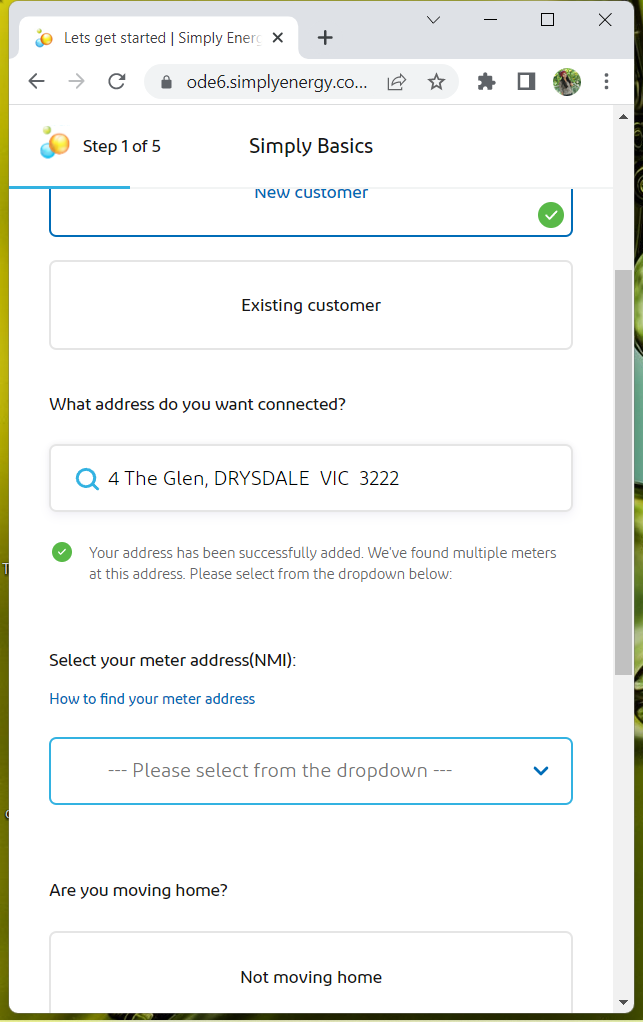 Lets get started | Simply Energ
ode6.simplyenergy.co...
Step 1 of 5
Simply Basics
New customer
Existing customer
What address do you want connected?
4 The Glen, DRYSDALE  VIC  3222
Your address has been successfully added. We've found multiple meters
at this address. Please select from the dropdown below:
Select your meter address(NMI):
How to find your meter address
--- Please select from the dropdown ---
Are you moving home?
Not moving home